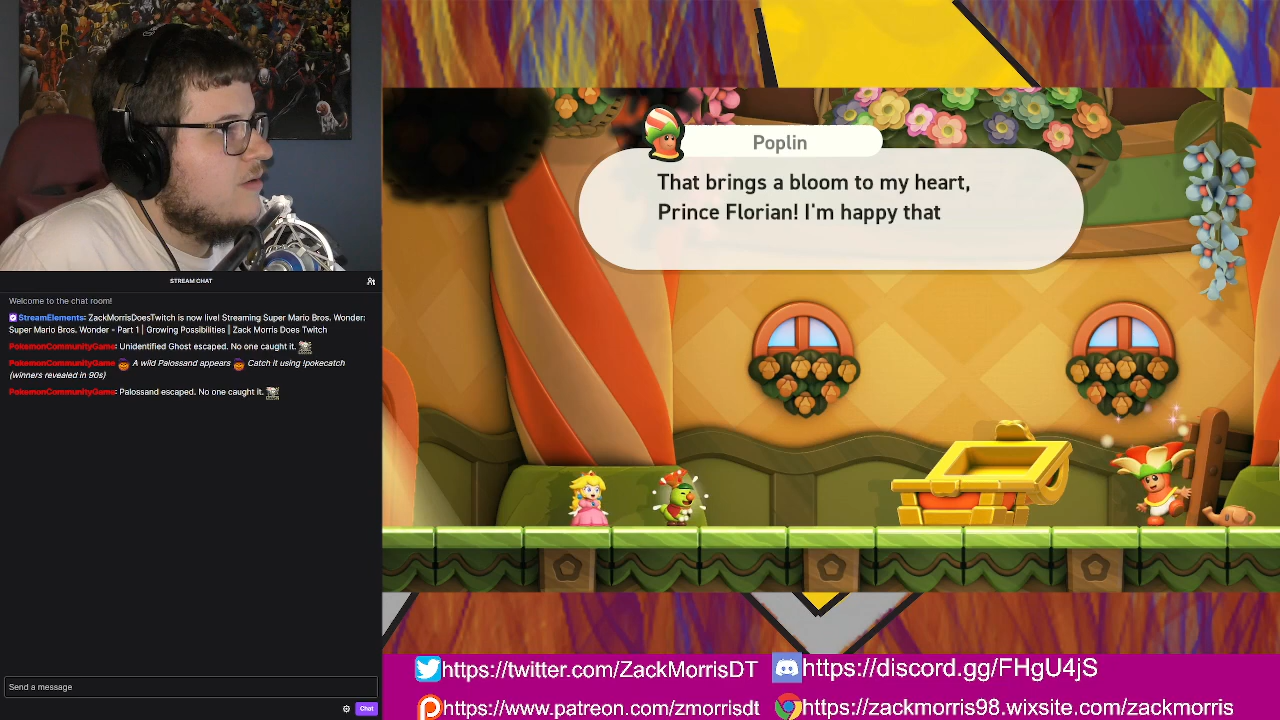 Poplin
That brings a bloom to my heart,
Prince Florian! I'm happy that
STREAM CHAT
Welcome to the chat room!
StreamElements: ZackMorrisDoesTwitch is now live! Streaming Super Mario Bros. Wonder:
Super Mario Bros. Wonder - Part 1 | Growing Possibilities | Zack Morris Does Twitch
PokemonCommunityGame: Unidentified Ghost escaped. No one caught it.
PokemonCommunityGame: A wild Palossand appears Catch it using !pokecatch
(winners revealed in 90s)
PokemonCommunityGame: Palossand escaped. No one caught it.
Send a message
Chat
https://twitter.com/ZackMorrisDT
https://discord.gg/FHgU4jS
https://www.patreon.com/zmorrisdt
https://zackmorris98.wixsite.com/zackmorris